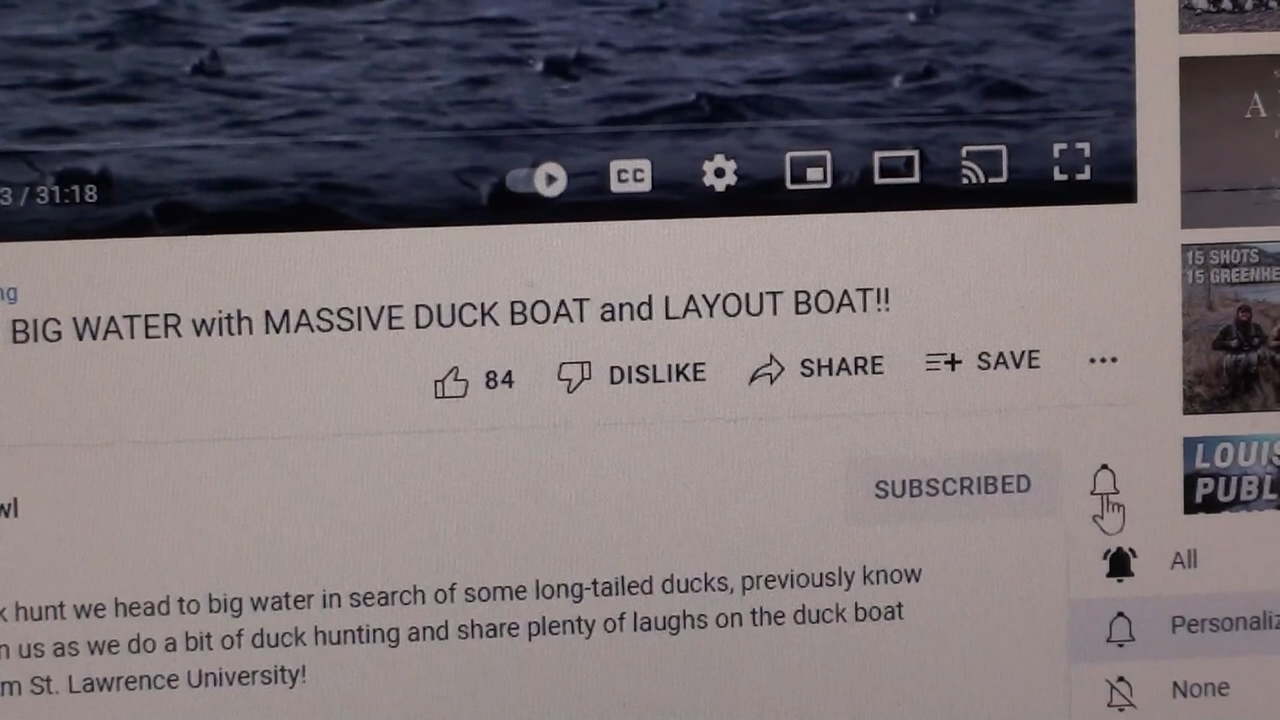 3 / 31:18
CC
A
15 SHOTS
15 GREENHE
ng
BIG WATER with MASSIVE DUCK BOAT and LAYOUT BOAT!!
84 DISLIKE SHARE SAVE
LOUIS
PUBL
SUBSCRIBED
wl
All
k hunt we head to big water in search of some long-tailed ducks, previously know
n us as we do a bit of duck hunting and share plenty of laughs on the duck boat
m St. Lawrence University!
Personaliz
None